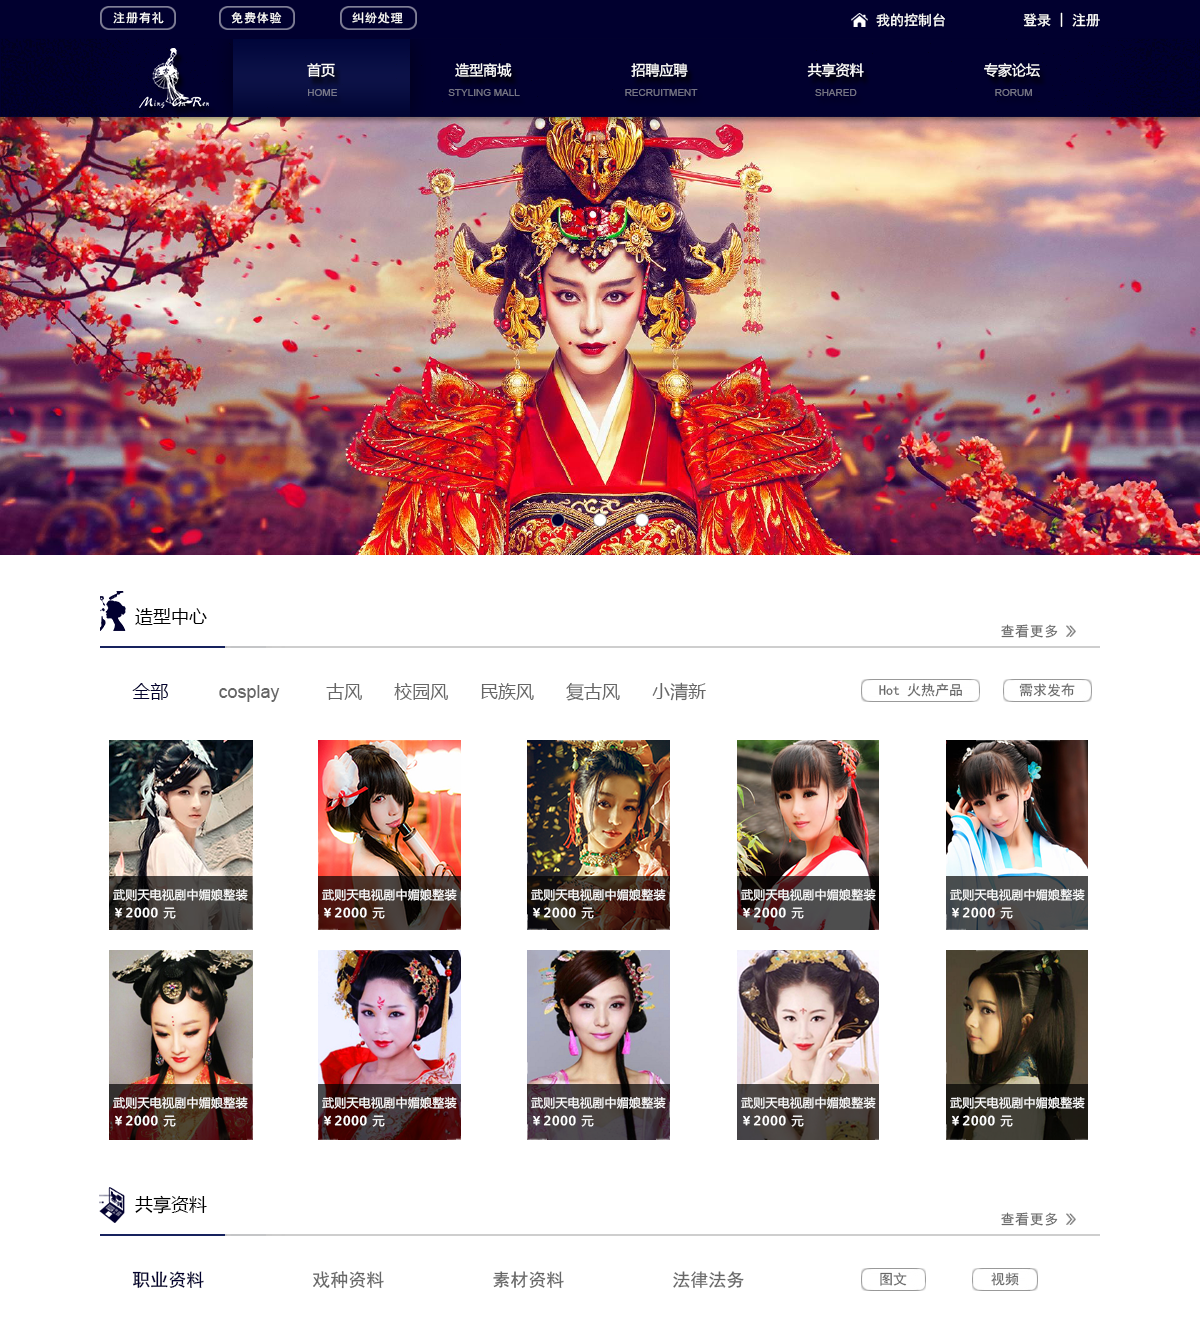 注册有礼 免费体验 纠纷处理 我的控制台 登录 | 注册
首页 造型商城 招聘应聘 共享资料 专家论坛
HOME STYLING MALL RECRUITMENT SHARED RORUM
造型中心
查看更多
全部 cosplay 古风 校园风 民族风 复古风 小清新 Hot 火热产品 需求发布
武则天电视剧中媚娘整装 武则天电视剧中媚娘整装 武则天电视剧中媚娘整装 武则天电视剧中媚娘整装 武则天电视剧中媚娘整装
¥2000 元 ¥2000 元 ¥2000 元 ¥2000 元 ¥2000 元
武则天电视剧中媚娘整装 武则天电视剧中媚娘整装 武则天电视剧中媚娘整装 武则天电视剧中媚娘整装 武则天电视剧中媚娘整装
¥2000 元 ¥2000 元 ¥2000 元 ¥2000 元 ¥2000 元
共享资料
查看更多
职业资料 戏种资料 素材资料 法律法务 图文 视频